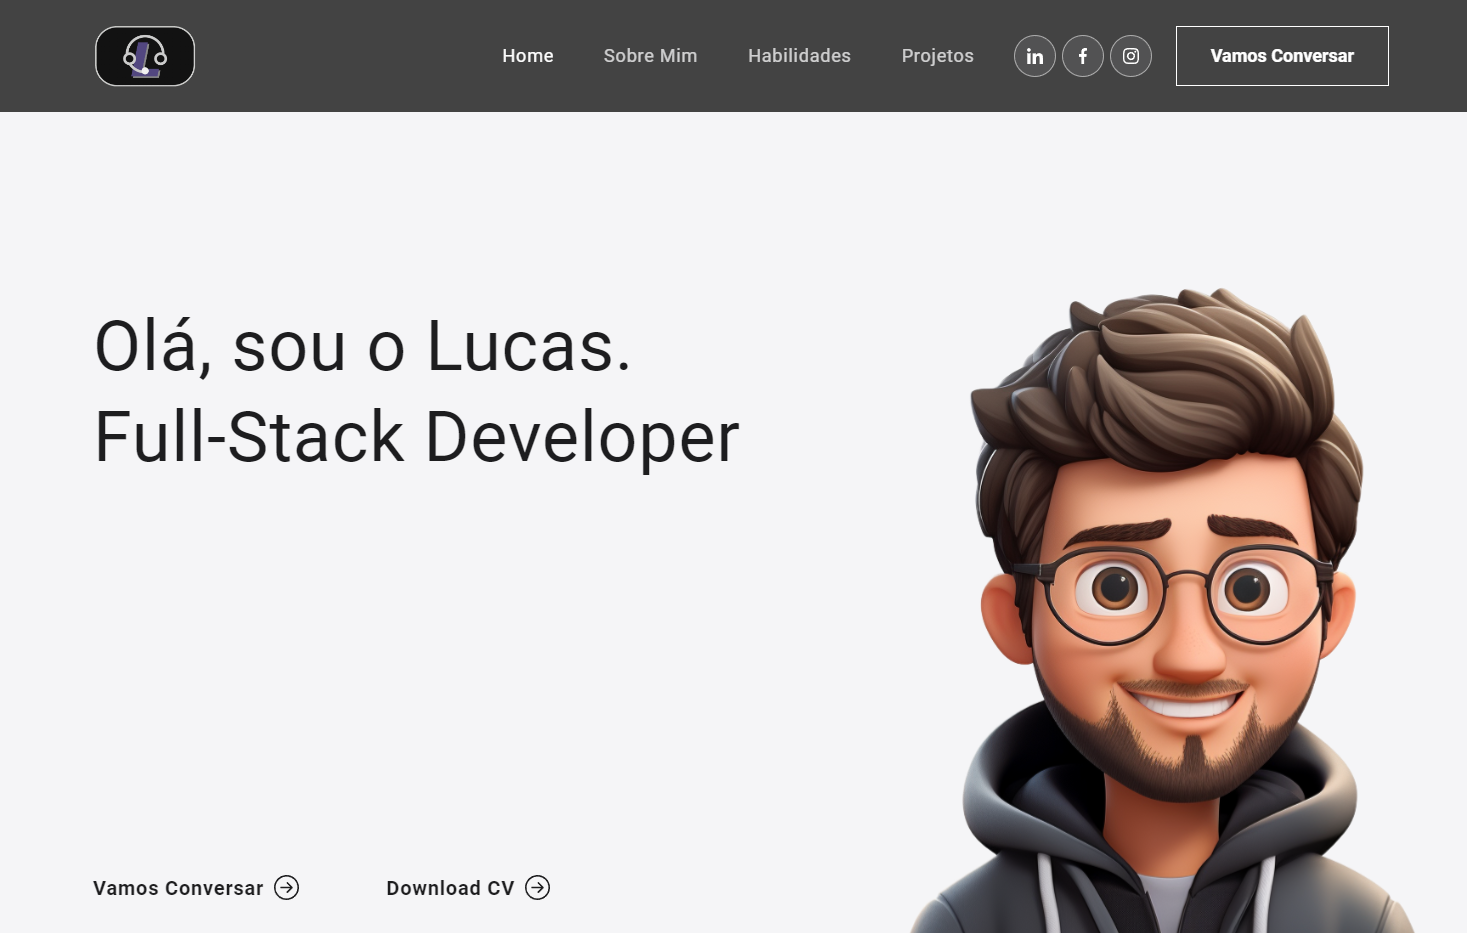 L
Home
Sobre Mim
Habilidades
Projetos
in
f
Vamos Conversar
Olá, sou o Lucas.
Full-Stack Developer
Vamos Conversar
Download CV